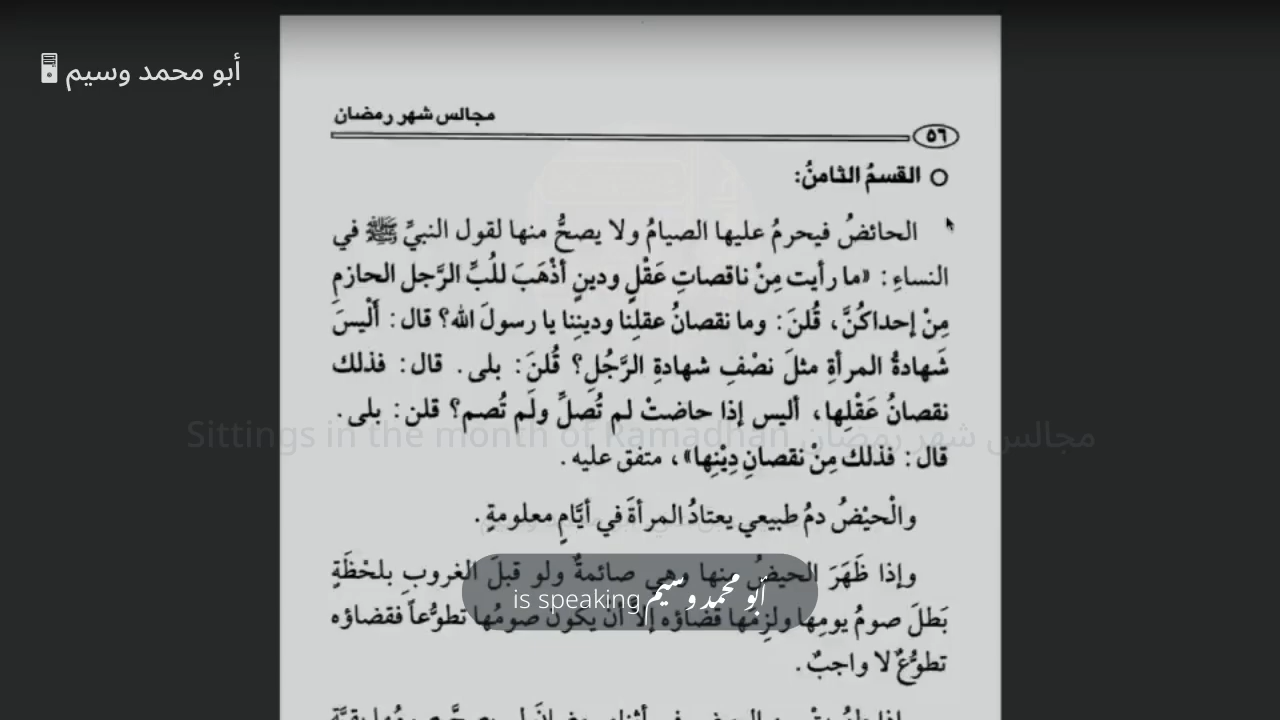 أبو محمد وسيم
مجالس شهر رمضان
٥٦
القسمُ الثامنُ:
الحائضُ فيحرمُ عليها الصيامُ ولا يصحُّ منها لقول النبيِّ ﷺ في
النساءِ: «ما رأيت مِنْ ناقصاتِ عَقْلٍ ودينٍ أذْهَبَ للُبِّ الرَّجل الحازمِ
مِنْ إحداكُنَّ، قُلنَ: وما نقصانُ عقلِنا ودينِنا يا رسولَ الله؟ قال: أَلْيسَ
شَهادةُ المرأةِ مثلَ نصْفِ شهادةِ الرَّجُلِ؟ قُلنَ: بلى. قال: فذلك
نقصانُ عَقْلِها، أليس إذا حاضتْ لم تُصلِّ ولَم تُصم؟ قلن: بلى.
Sittings in the month of Ramadhan مجالس شهر رمضان
قال: فذلك مِنْ نقصانِ دِيْنِها»، متفق عليه.
والْحيْضُ دمُ طبيعي يعتادُ المرأةَ في أيَّامٍ معلومةٍ.
وإذا ظَهَرَ الحيضُ منها وهي صائمةٌ ولو قبلَ الغروبِ بلحْظَةٍ
أبو محمد وسيم is speaking
بَطلَ صومُ يومِها ولزِمَها قضاؤه إلاَّ أنْ يكونَ صومُها تطوُّعاً فقضاؤه
تطوُّعٌ لا واجبٌ.